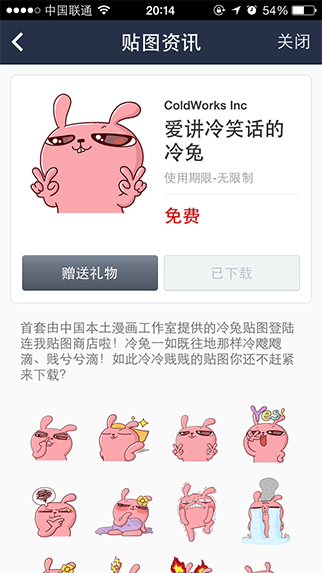 中国联通 20:14 54%
贴图资讯 关闭
ColdWorks Inc
爱讲冷笑话的
冷兔
使用期限-无限制
免费
赠送礼物 已下载
首套由中国本土漫画工作室提供的冷兔贴图登陆
连我贴图商店啦！冷兔一如既往地那样冷飕飕
滴、贱兮兮滴！如此冷冷贱贱的贴图你还不赶紧
来下载？
Yes!